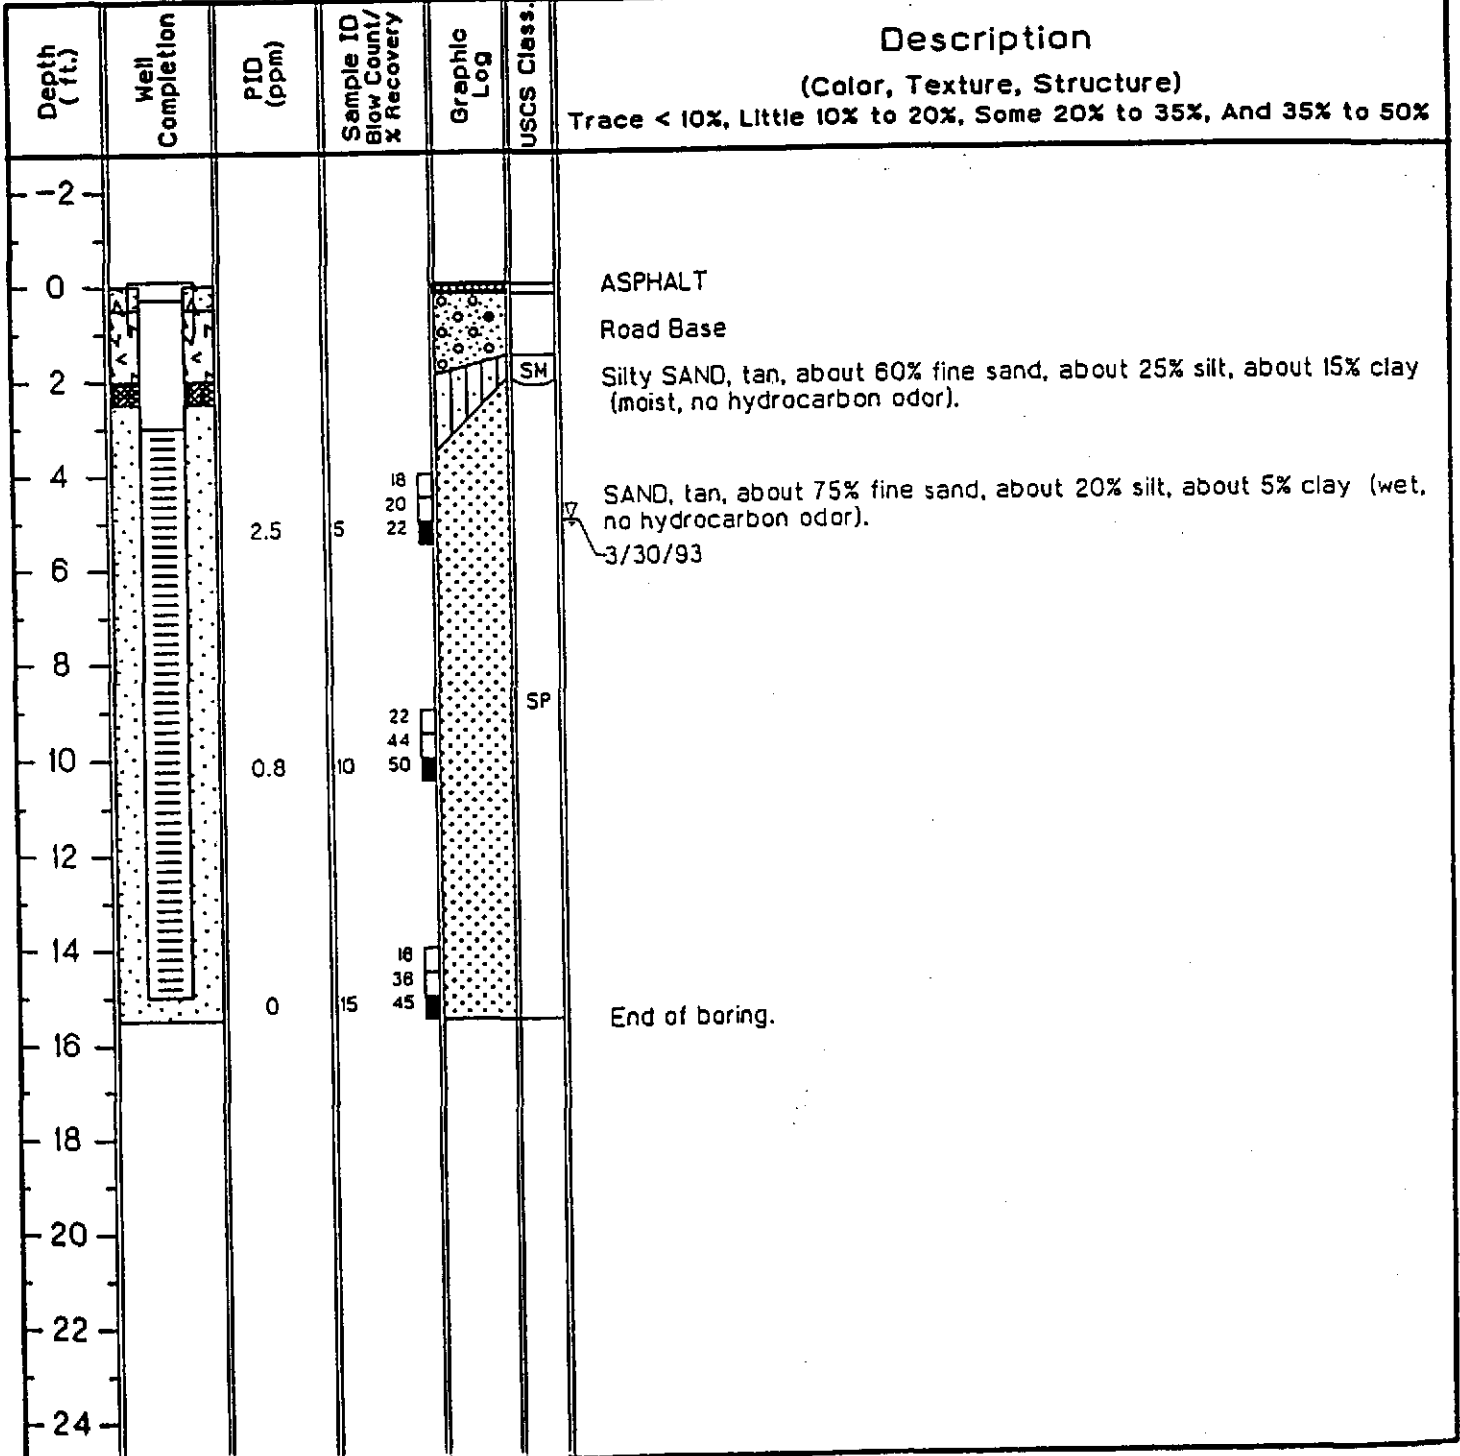 Depth
(ft.)
Well
Completion
PID
(ppm)
Sample ID
Blow Count/
% Recovery
Graphic
Log
USCS Class.
Description
(Color, Texture, Structure)
Trace < 10%, Little 10% to 20%, Some 20% to 35%, And 35% to 50%
-2
0
ASPHALT
Road Base
2
SM
Silty SAND, tan, about 60% fine sand, about 25% silt, about 15% clay
(moist, no hydrocarbon odor).
4
18
20
22
2.5
5
SAND, tan, about 75% fine sand, about 20% silt, about 5% clay (wet,
no hydrocarbon odor).
3/30/93
6
8
SP
22
44
50
10
0.8
10
12
14
16
36
45
0
15
End of boring.
16
18
20
22
24